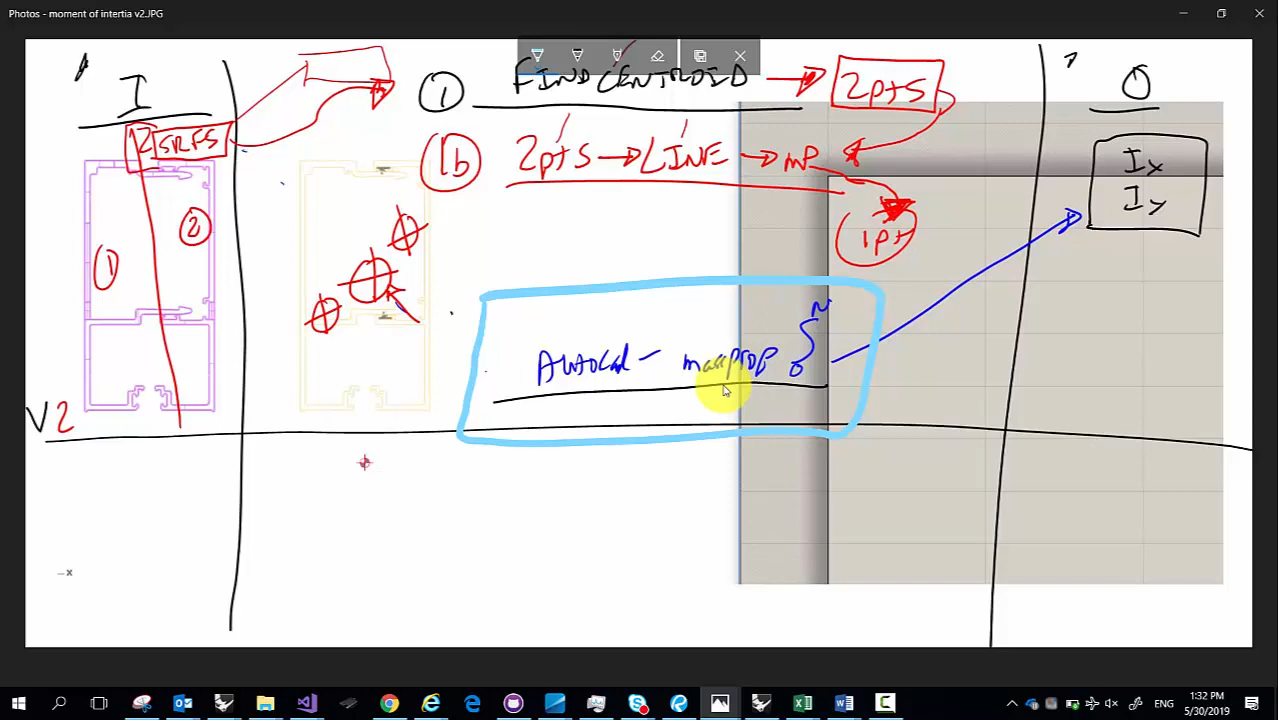 Photos - moment of intertia v2.JPG
I
① FIND CENTROID → 2pts
O
2 SRFS
1b 2pts → LINE → mp
Ix
Iy
②
①
1pt
Autocad - massprop
V2
x
ENG
1:32 PM
5/30/2019